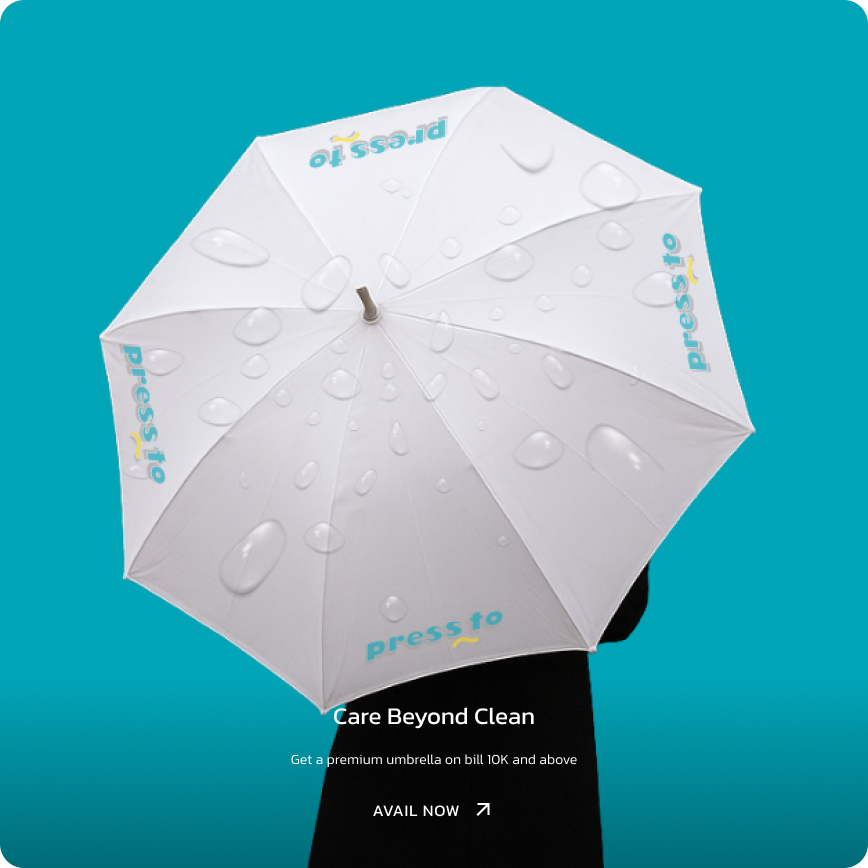 press to
press to
press to
press to
Care Beyond Clean
Get a premium umbrella on bill 10K and above
AVAIL NOW